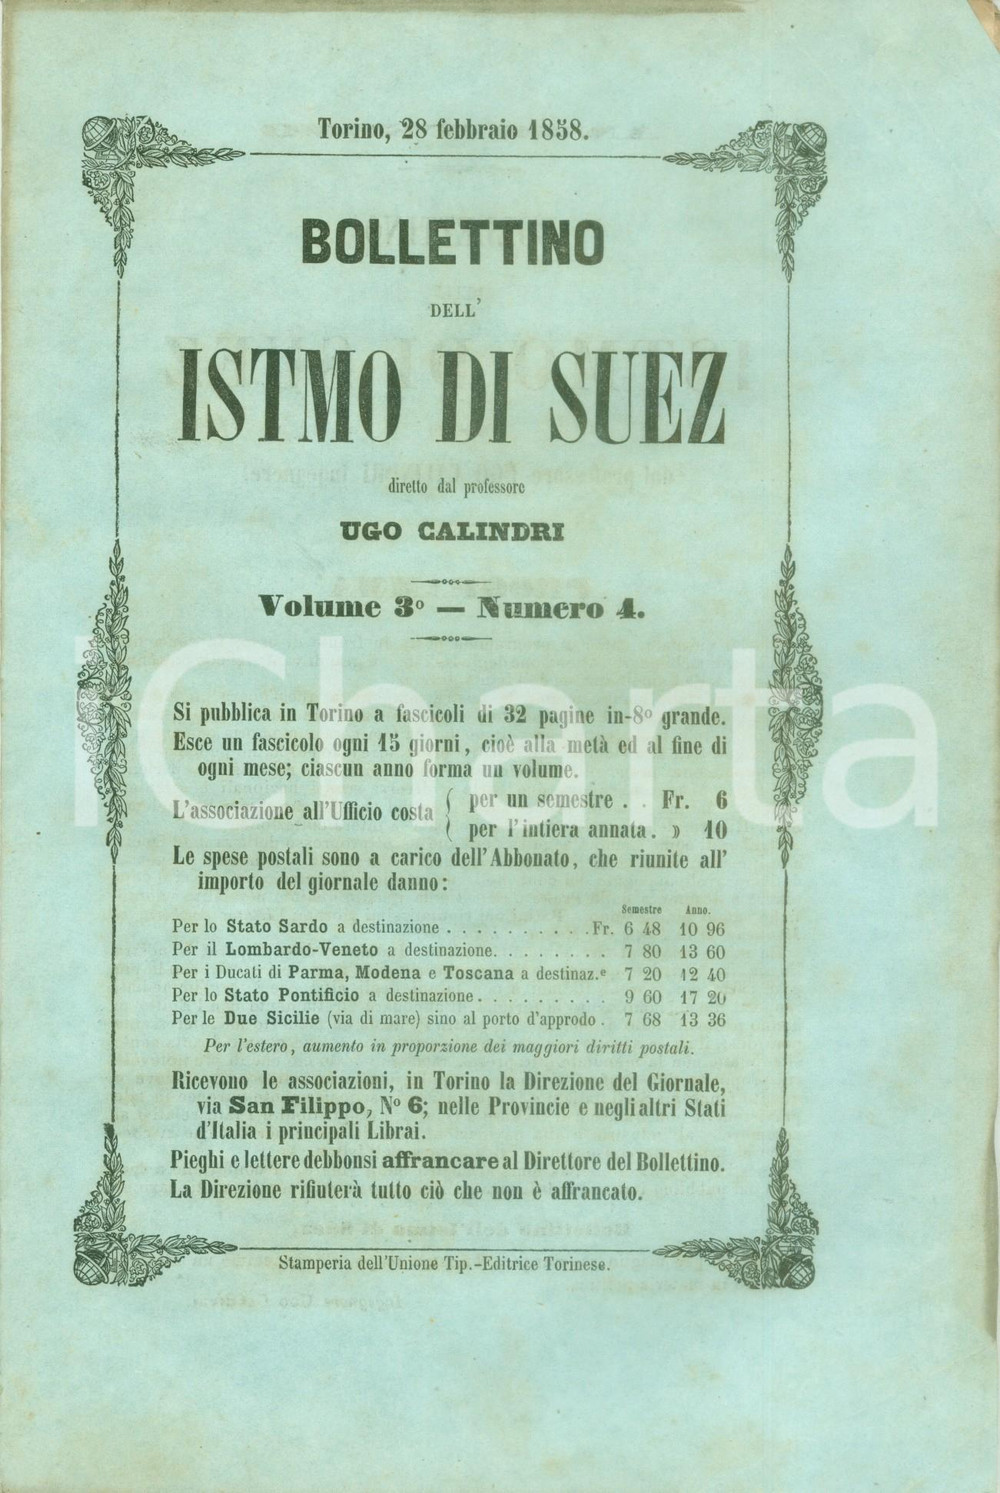 Torino, 28 febbraio 1858.
BOLLETTINO
DELL'
ISTMO DI SUEZ
diretto dal professore
UGO CALINDRI
Volume 3º — Numero 4.
Si pubblica in Torino a fascicoli di 32 pagine in-8º grande.
Esce un fascicolo ogni 15 giorni, cioè alla metà ed al fine di
ogni mese; ciascun anno forma un volume.
L'associazione all'Ufficio costa { per un semestre . . Fr. 6
{ per l'intiera annata. » 10
Le spese postali sono a carico dell'Abbonato, che riunite all'
importo del giornale danno:
Semestre Anno.
Per lo Stato Sardo a destinazione . . . . . . . . . . Fr. 6 48 10 96
Per il Lombardo-Veneto a destinazione. . . . . . . . 7 80 13 60
Per i Ducati di Parma, Modena e Toscana a destinaz.e 7 20 12 40
Per lo Stato Pontificio a destinazione . . . . . . . . . 9 60 17 20
Per le Due Sicilie (via di mare) sino al porto d'approdo . 7 68 13 36
Per l'estero, aumento in proporzione dei maggiori diritti postali.
Ricevono le associazioni, in Torino la Direzione del Giornale,
via San Filippo, Nº 6; nelle Provincie e negli altri Stati
d'Italia i principali Librai.
Pieghi e lettere debbonsi affrancare al Direttore del Bollettino.
La Direzione rifiuterà tutto ciò che non è affrancato.
Stamperia dell'Unione Tip.-Editrice Torinese.
ICharta